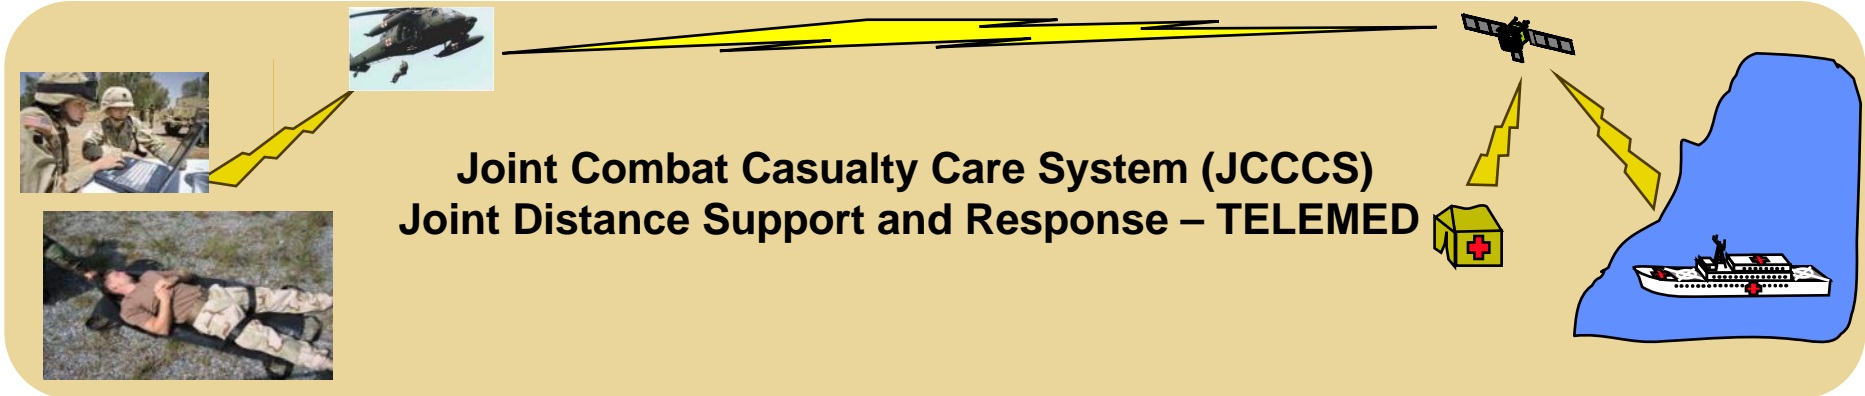 Joint Combat Casualty Care System (JCCCS)
Joint Distance Support and Response – TELEMED